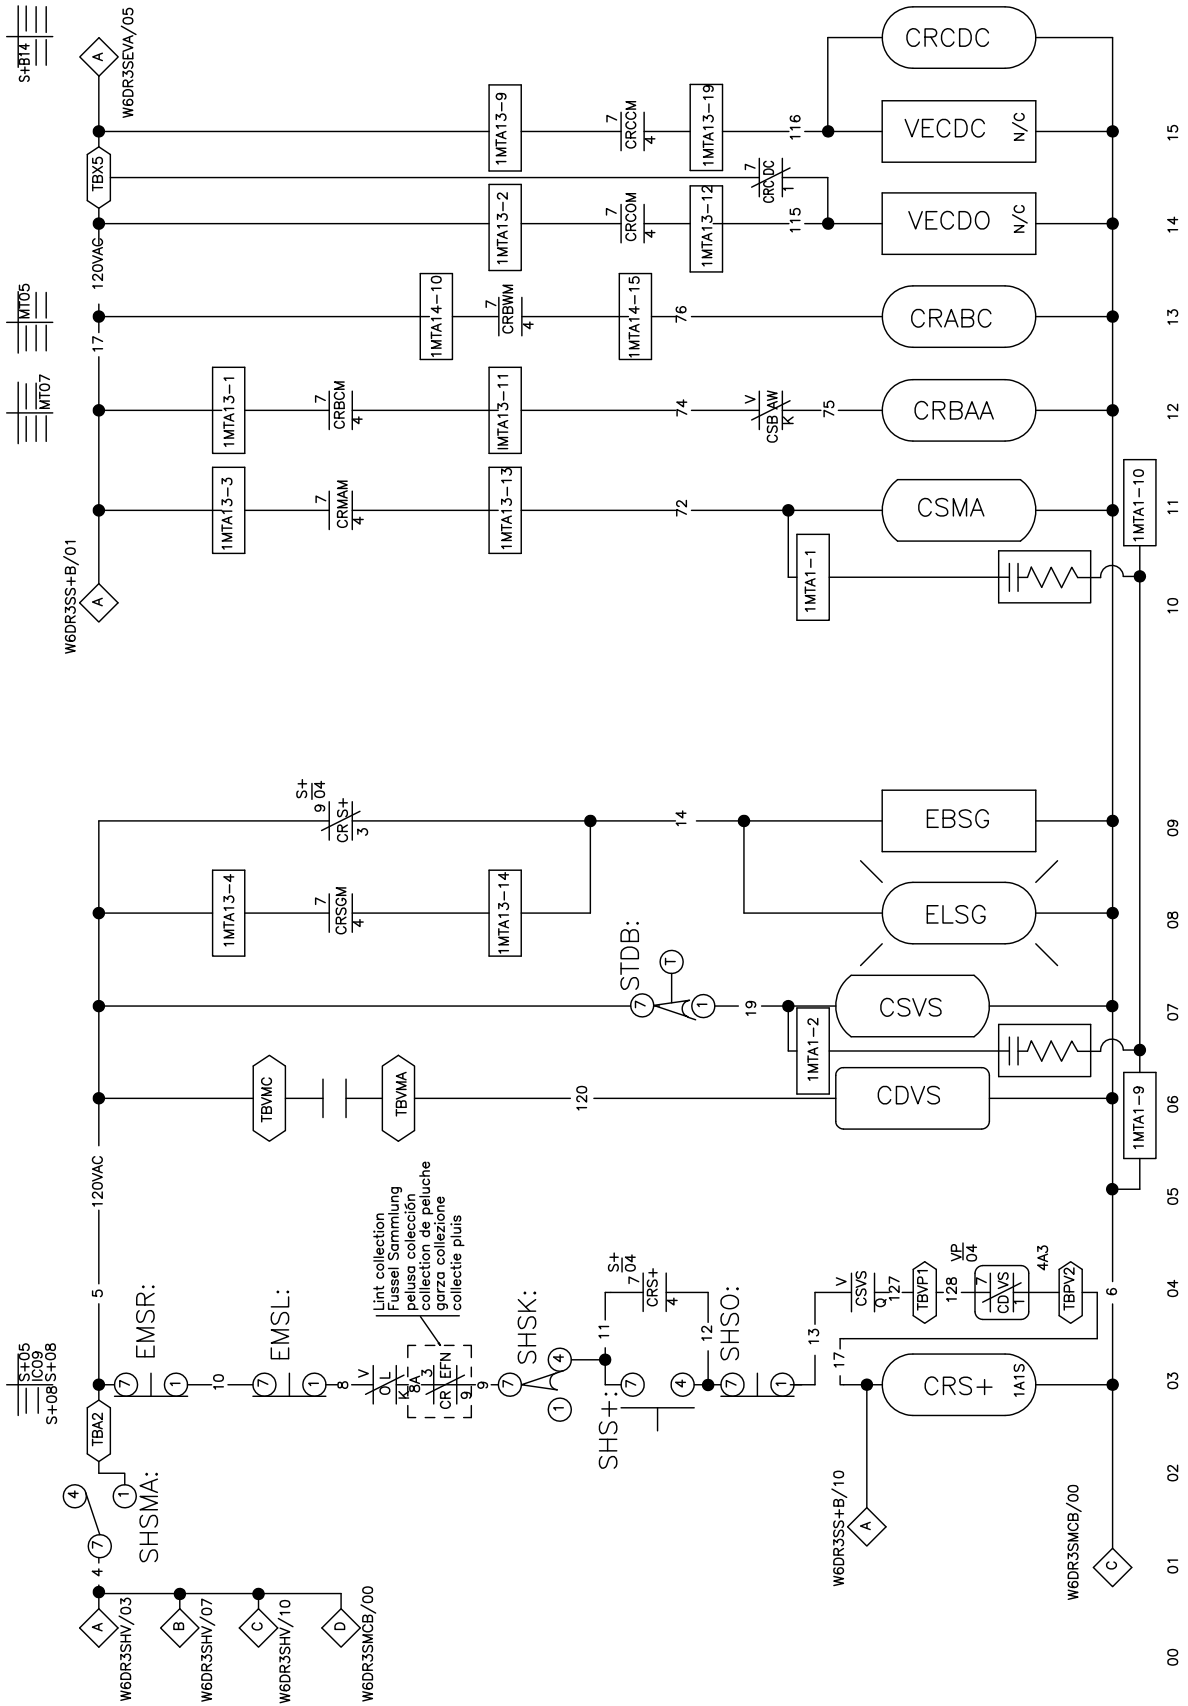 W6DR3SHV/03
A
W6DR3SHV/07
B
W6DR3SHV/10
C
W6DR3SMCB/00
D
00
4
7
4
1
SHSMA:
W6DR3SS+B/10
A
W6DR3SMCB/00
C
01
02
S+05
IC09
S+08
S+08
TBA2
7
1
EMSR:
10
7
1
EMSL:
8
V
OL
K
8A
3
CR EFN
9
9
Lint collection
Fussel Sammlung
pelusa colección
collection de peluche
garza collezione
collectie pluis
7
4
1
SHSK:
SHS+:
11
7
4
S+
04
7
CRS+
4
12
7
1
SHSO:
13
17
CRS+
1A1S
03
5
V
CSVS
Q
127
TBVP1
128
VP
04
7
CDVS
1
4A3
TBPV2
6
04
120VAC
05
TBVMC
TBVMA
120
CDVS
1MTA1-9
06
STDB:
7
T
1
19
1MTA1-2
CSVS
07
1MTA13-4
7
CRSGM
4
1MTA13-14
ELSG
08
S+
04
9
CRS+
3
14
EBSG
09
W6DR3SS+B/01
A
10
1MTA13-3
7
CRMAM
4
1MTA13-13
72
1MTA1-1
CSMA
1MTA1-10
11
MT07
1MTA13-1
7
CRBCM
4
IMTA13-11
74
V
CSBAW
K
75
CRBAA
12
MT05
17
1MTA14-10
7
CRBWM
4
1MTA14-15
76
CRABC
13
120VAC
1MTA13-2
7
CRCOM
4
1MTA13-12
115
VECDO
N/C
14
TBX5
7
CRCDC
1
1MTA13-9
7
CRCCM
4
1MTA13-19
116
VECDC
N/C
15
S+B14
A
W6DR3SEVA/05
CRCDC